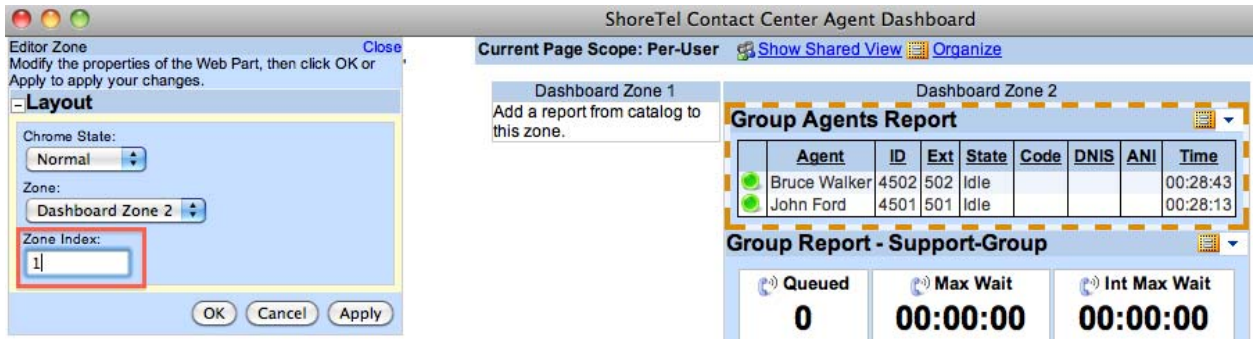 ShoreTel Contact Center Agent Dashboard
Editor Zone Close
Modify the properties of the Web Part, then click OK or
Apply to apply your changes.
Layout
Chrome State:
Normal
Zone:
Dashboard Zone 2
Zone Index:
1
OK Cancel Apply
Current Page Scope: Per-User Show Shared View Organize
Dashboard Zone 1
Add a report from catalog to
this zone.
Dashboard Zone 2
Group Agents Report
Agent ID Ext State Code DNIS ANI Time
Bruce Walker 4502 502 Idle 00:28:43
John Ford 4501 501 Idle 00:28:13
Group Report - Support-Group
Queued Max Wait Int Max Wait
0 00:00:00 00:00:00